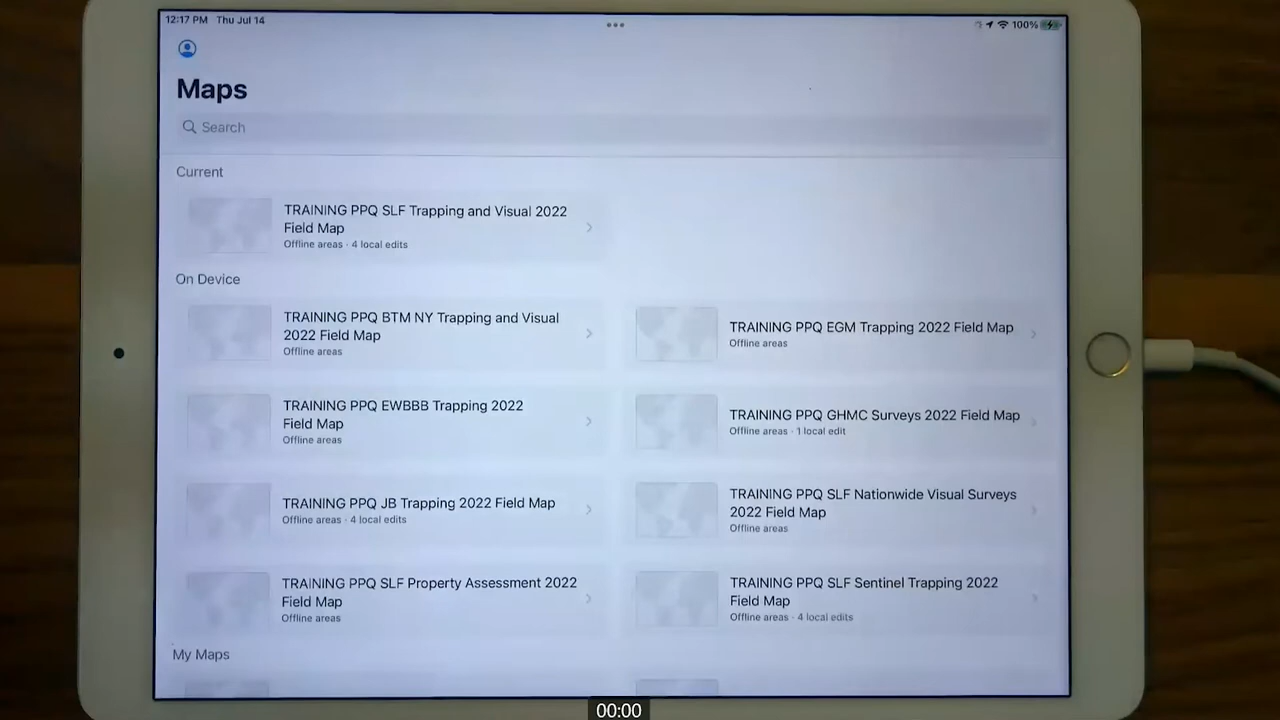 12:17 PM Thu Jul 14
100%
Maps
Search
Current
TRAINING PPQ SLF Trapping and Visual 2022
Field Map
Offline areas · 4 local edits
On Device
TRAINING PPQ BTM NY Trapping and Visual
2022 Field Map
Offline areas
TRAINING PPQ EGM Trapping 2022 Field Map
Offline areas
TRAINING PPQ EWBBB Trapping 2022
Field Map
Offline areas
TRAINING PPQ GHMC Surveys 2022 Field Map
Offline areas · 1 local edit
TRAINING PPQ JB Trapping 2022 Field Map
Offline areas · 4 local edits
TRAINING PPQ SLF Nationwide Visual Surveys
2022 Field Map
Offline areas
TRAINING PPQ SLF Property Assessment 2022
Field Map
Offline areas
TRAINING PPQ SLF Sentinel Trapping 2022
Field Map
Offline areas · 4 local edits
My Maps
00:00